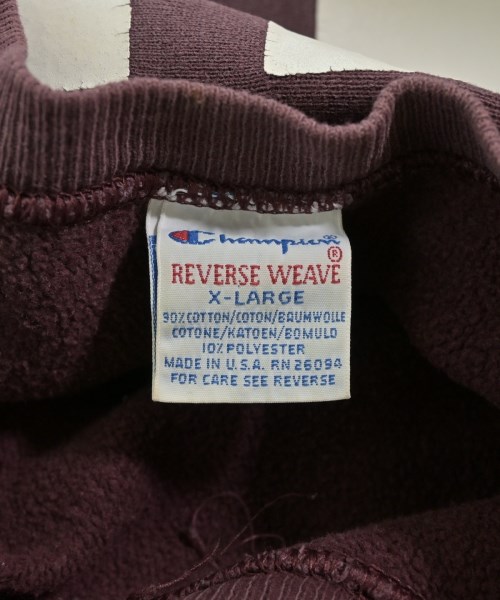 Champion®
REVERSE WEAVE®
X-LARGE
90% COTTON/COTON/BAUMWOLLE
COTONE/KATOEN/BOMULD
10% POLYESTER
MADE IN U.S.A. RN 26094
FOR CARE SEE REVERSE